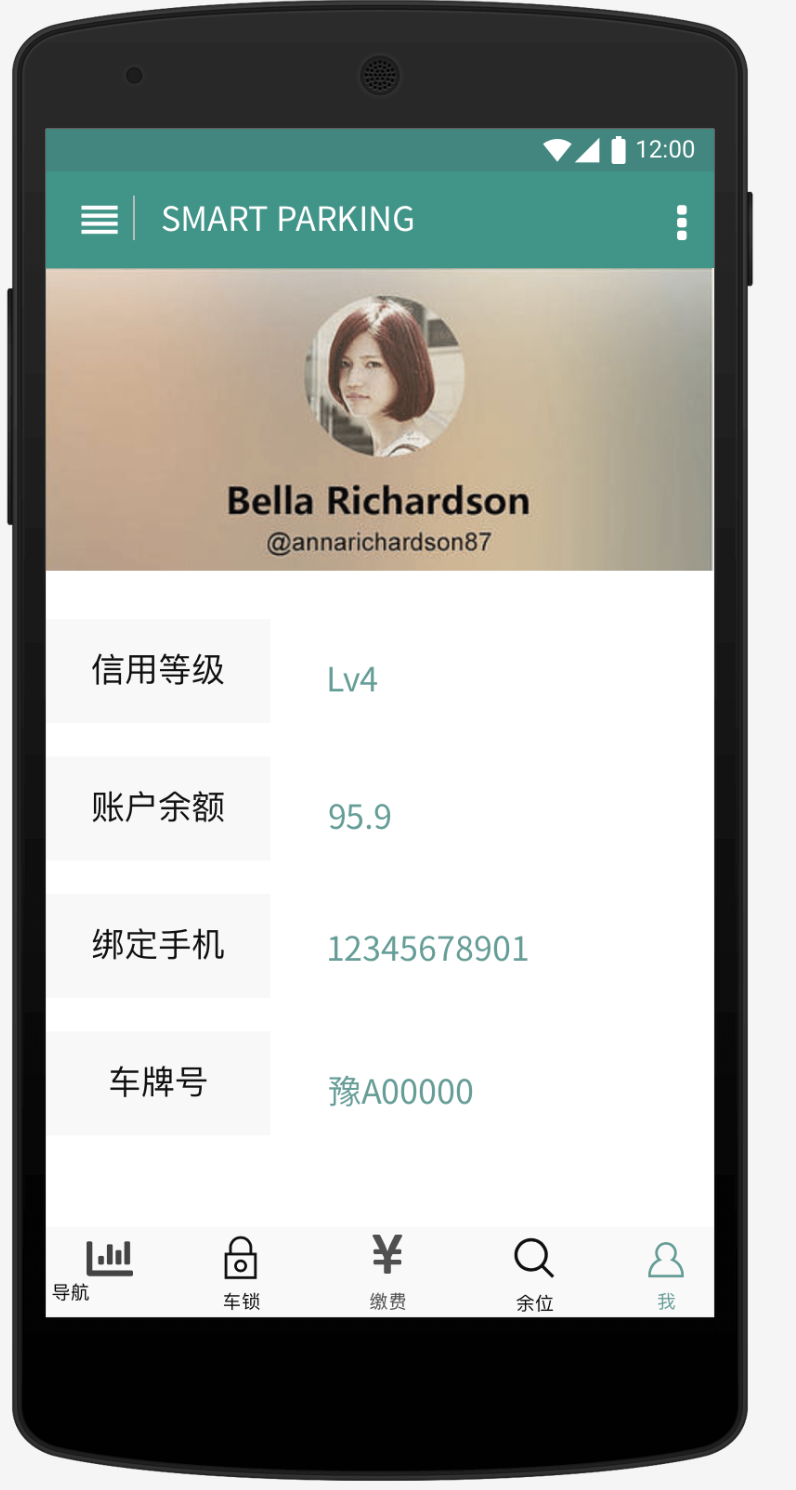 12:00
SMART PARKING
Bella Richardson
@annarichardson87
信用等级
Lv4
账户余额
95.9
绑定手机
12345678901
车牌号
豫A00000
¥
导航
车锁
缴费
余位
我